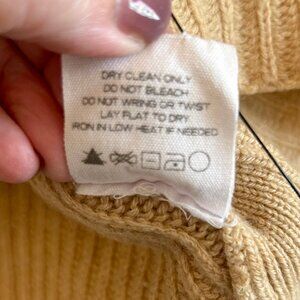 DRY CLEAN ONLY
DO NOT BLEACH
DO NOT WRING OR TWIST
LAY FLAT TO DRY
IRON IN LOW HEAT IF NEEDED